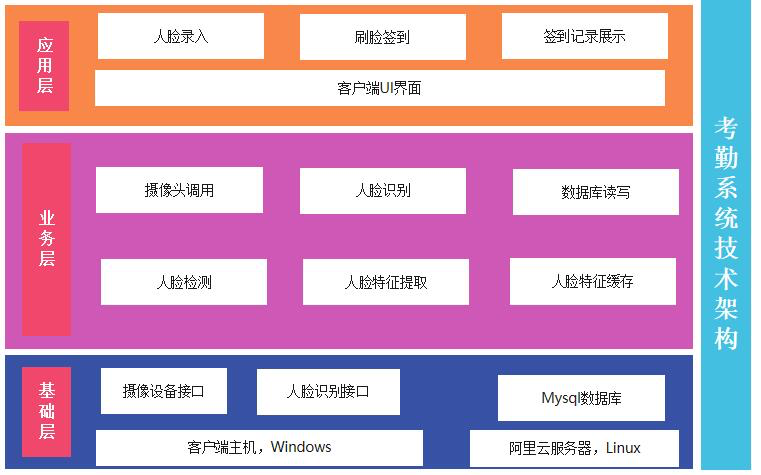 应用层
人脸录入
刷脸签到
签到记录展示
客户端UI界面
业务层
摄像头调用
人脸识别
数据库读写
人脸检测
人脸特征提取
人脸特征缓存
基础层
摄像设备接口
人脸识别接口
Mysql数据库
客户端主机，Windows
阿里云服务器，Linux
考勤系统技术架构